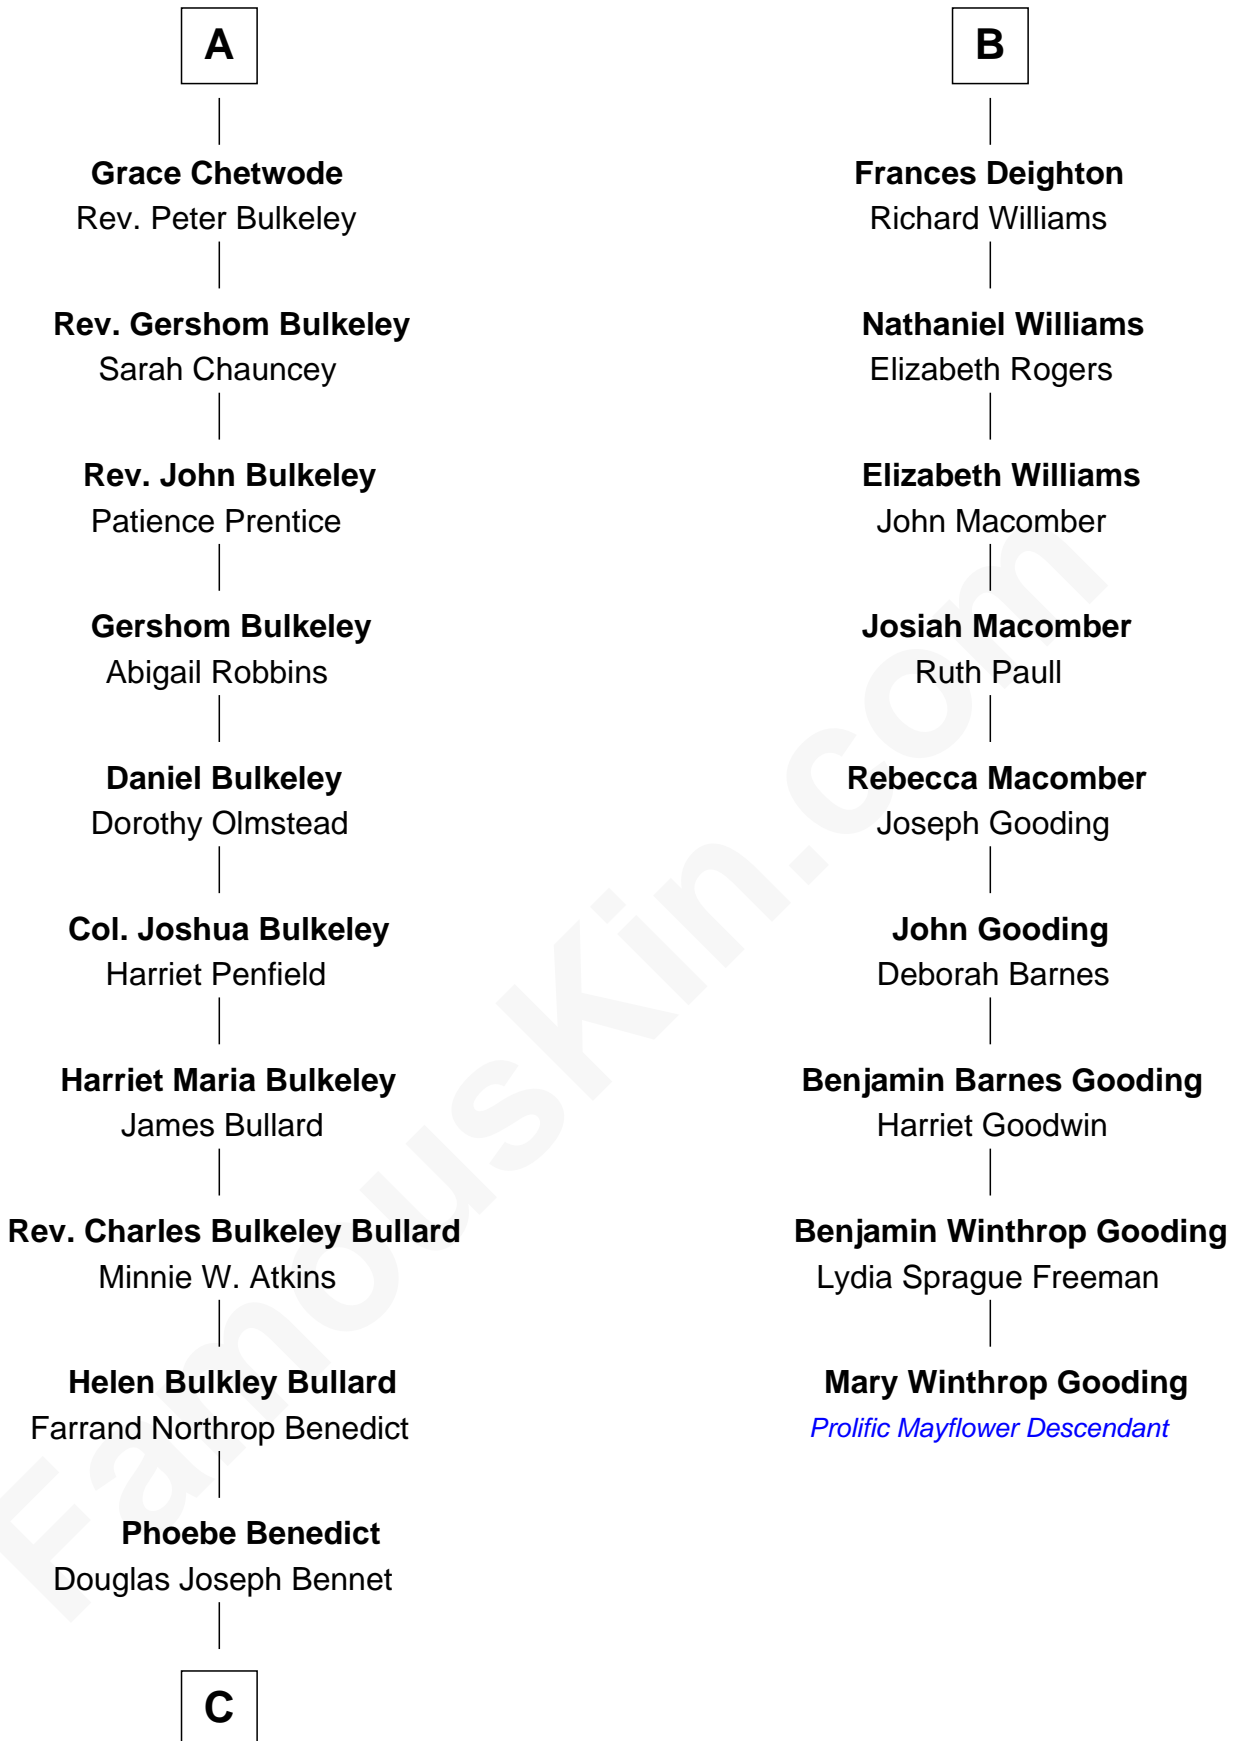 A
Grace Chetwode
Rev. Peter Bulkeley
Rev. Gershom Bulkeley
Sarah Chauncey
Rev. John Bulkeley
Patience Prentice
Gershom Bulkeley
Abigail Robbins
Daniel Bulkeley
Dorothy Olmstead
Col. Joshua Bulkeley
Harriet Penfield
Harriet Maria Bulkeley
James Bullard
Rev. Charles Bulkeley Bullard
Minnie W. Atkins
Helen Bulkley Bullard
Farrand Northrop Benedict
Phoebe Benedict
Douglas Joseph Bennet
C
B
Frances Deighton
Richard Williams
Nathaniel Williams
Elizabeth Rogers
Elizabeth Williams
John Macomber
Josiah Macomber
Ruth Paull
Rebecca Macomber
Joseph Gooding
John Gooding
Deborah Barnes
Benjamin Barnes Gooding
Harriet Goodwin
Benjamin Winthrop Gooding
Lydia Sprague Freeman
Mary Winthrop Gooding
Prolific Mayflower Descendant
FamousKin.com